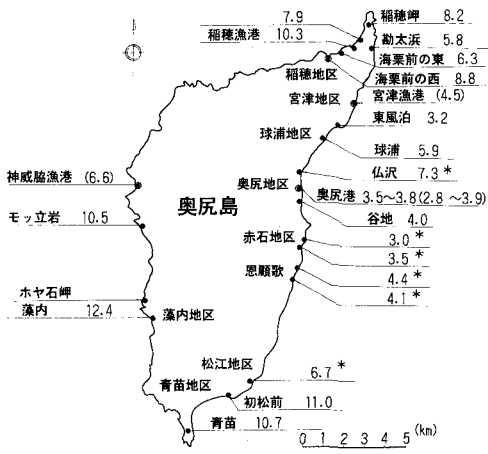 7.9
稲穂岬 8.2
稲穂漁港 10.3
勘太浜 5.8
海栗前の東 6.3
稲穂地区
海栗前の西 8.8
宮津地区
宮津漁港 (4.5)
東風泊 3.2
球浦地区
球浦 5.9
仏沢 7.3*
神威脇漁港 (6.6)
奥尻地区
奥尻島
奥尻港 3.5～3.8(2.8 ～3.9)
モッ立岩 10.5
谷地 4.0
赤石地区
3.0*
3.5*
恩顧歌
4.4*
4.1*
ホヤ石岬
藻内 12.4
藻内地区
松江地区
6.7*
青苗地区
初松前 11.0
青苗 10.7
0 1 2 3 4 5 (km)